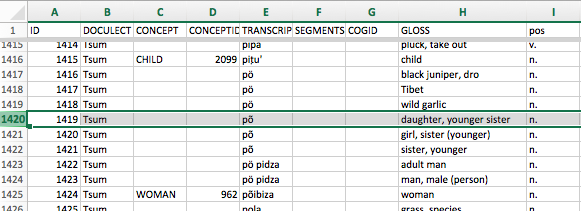 A B C D E F G H I
1 ID DOCULECT CONCEPT CONCEPTID TRANSCRIP SEGMENTS COGID GLOSS pos
1415 1414 Tsum pipa pluck, take out v.
1416 1415 Tsum CHILD 2099 piṭu' child n.
1417 1416 Tsum pö black juniper, dro n.
1418 1417 Tsum pö Tibet n.
1419 1418 Tsum pö wild garlic n.
1420 1419 Tsum põ daughter, younger sister n.
1421 1420 Tsum põ girl, sister (younger) n.
1422 1421 Tsum põ sister, younger n.
1423 1422 Tsum pö pidza adult man n.
1424 1423 Tsum pö pidza man, male (person) n.
1425 1424 Tsum WOMAN 962 põibiza woman n.
1426 1425 Tsum pola grass, species n.